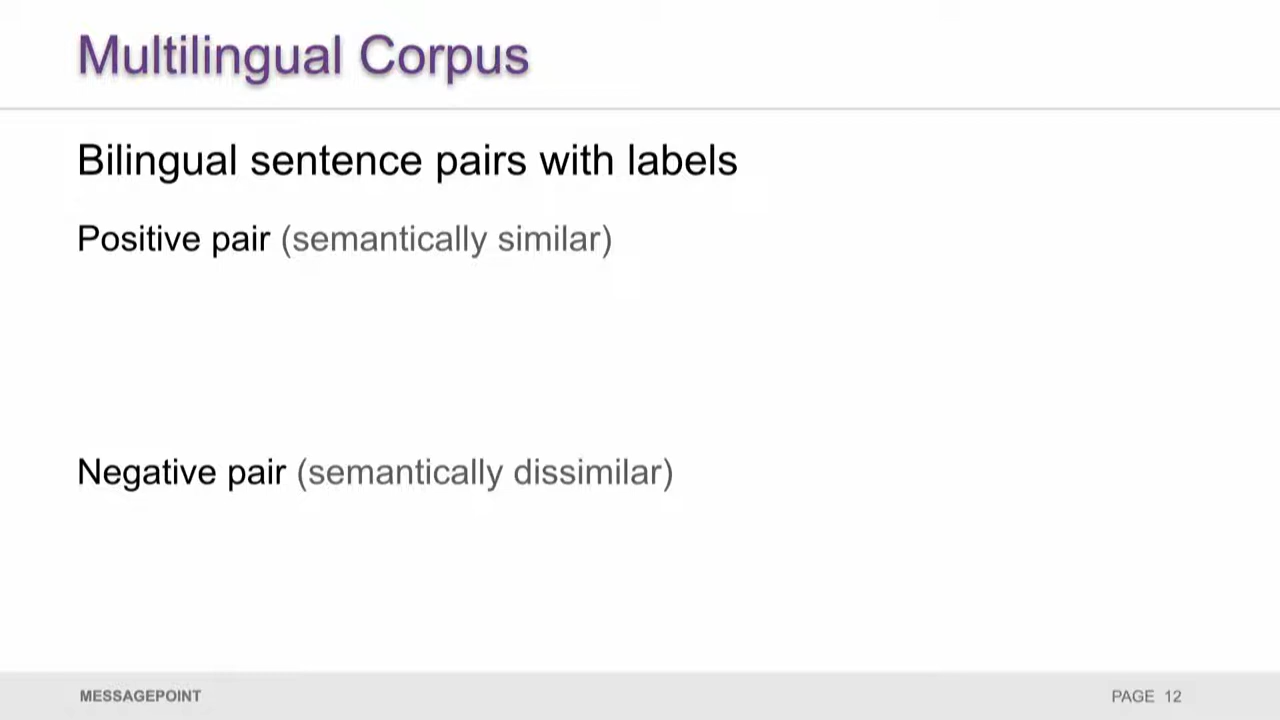 Multilingual Corpus
Bilingual sentence pairs with labels
Positive pair (semantically similar)
Negative pair (semantically dissimilar)
MESSAGEPOINT
PAGE 12